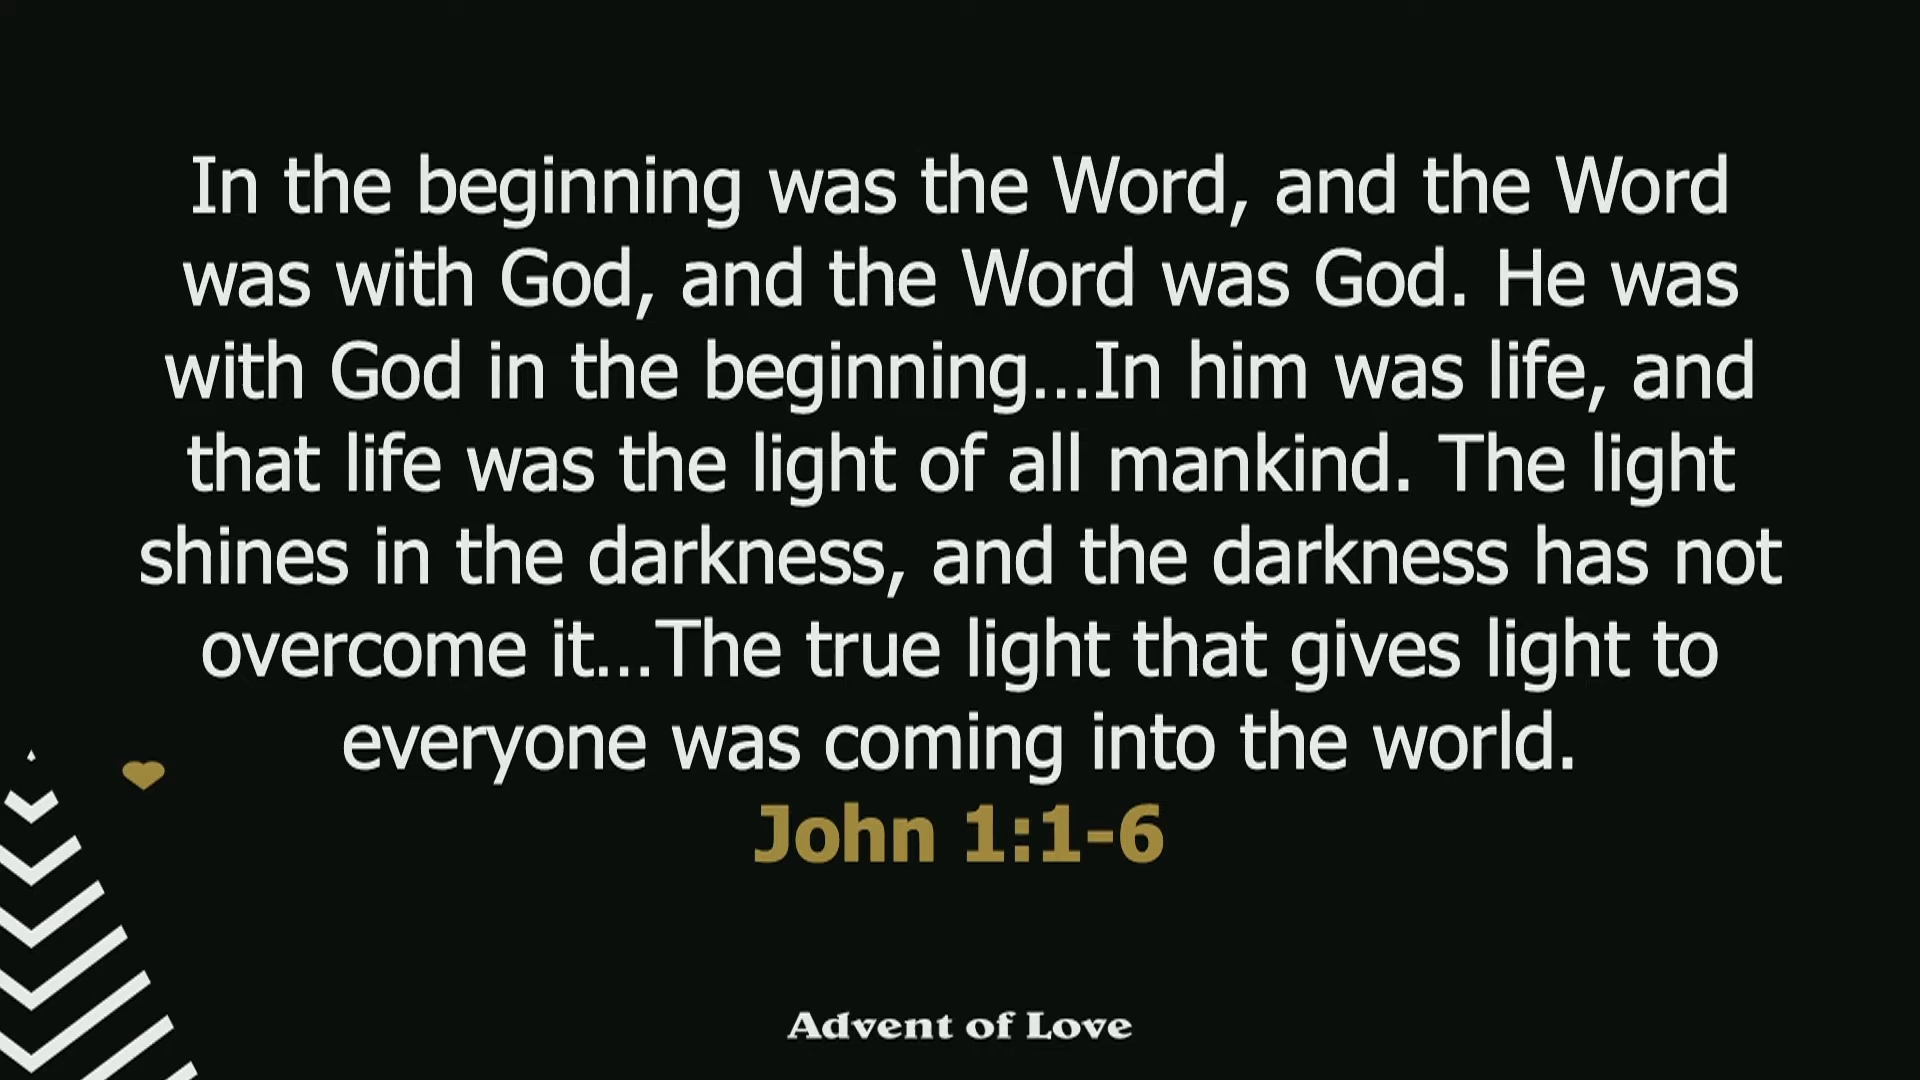 In the beginning was the Word, and the Word
was with God, and the Word was God. He was
with God in the beginning...In him was life, and
that life was the light of all mankind. The light
shines in the darkness, and the darkness has not
overcome it...The true light that gives light to
everyone was coming into the world.
John 1:1-6
Advent of Love